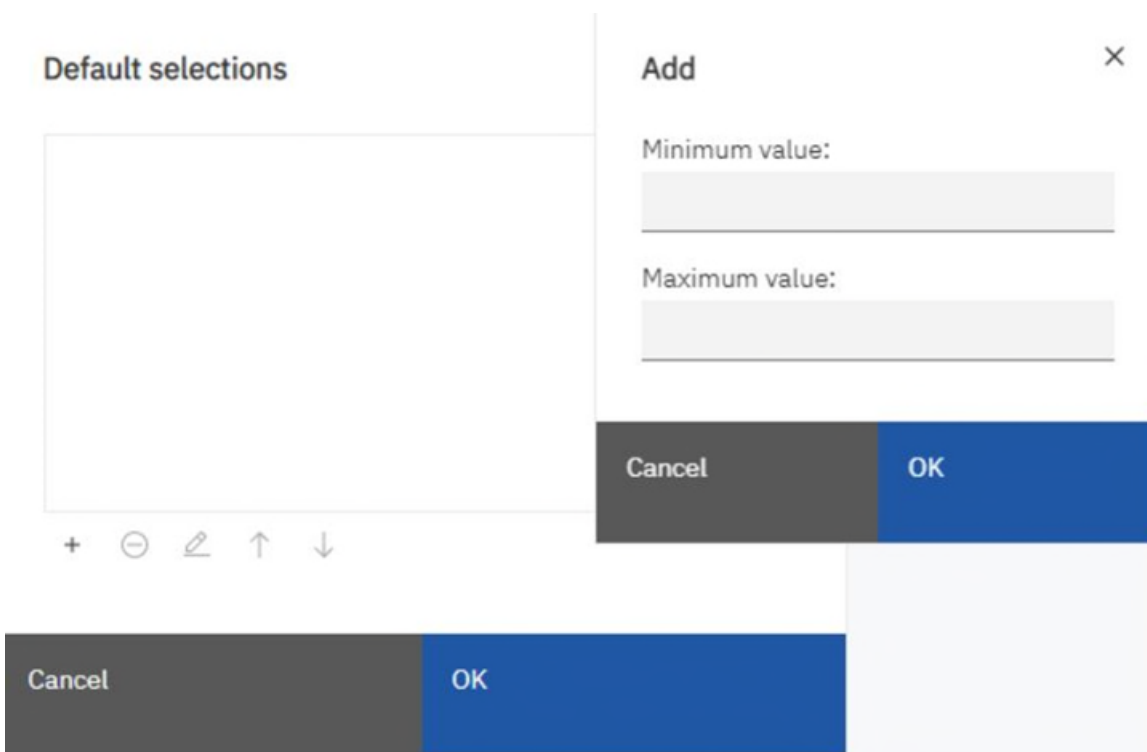 Default selections
Add
Minimum value:
Maximum value:
Cancel
OK
Cancel
OK